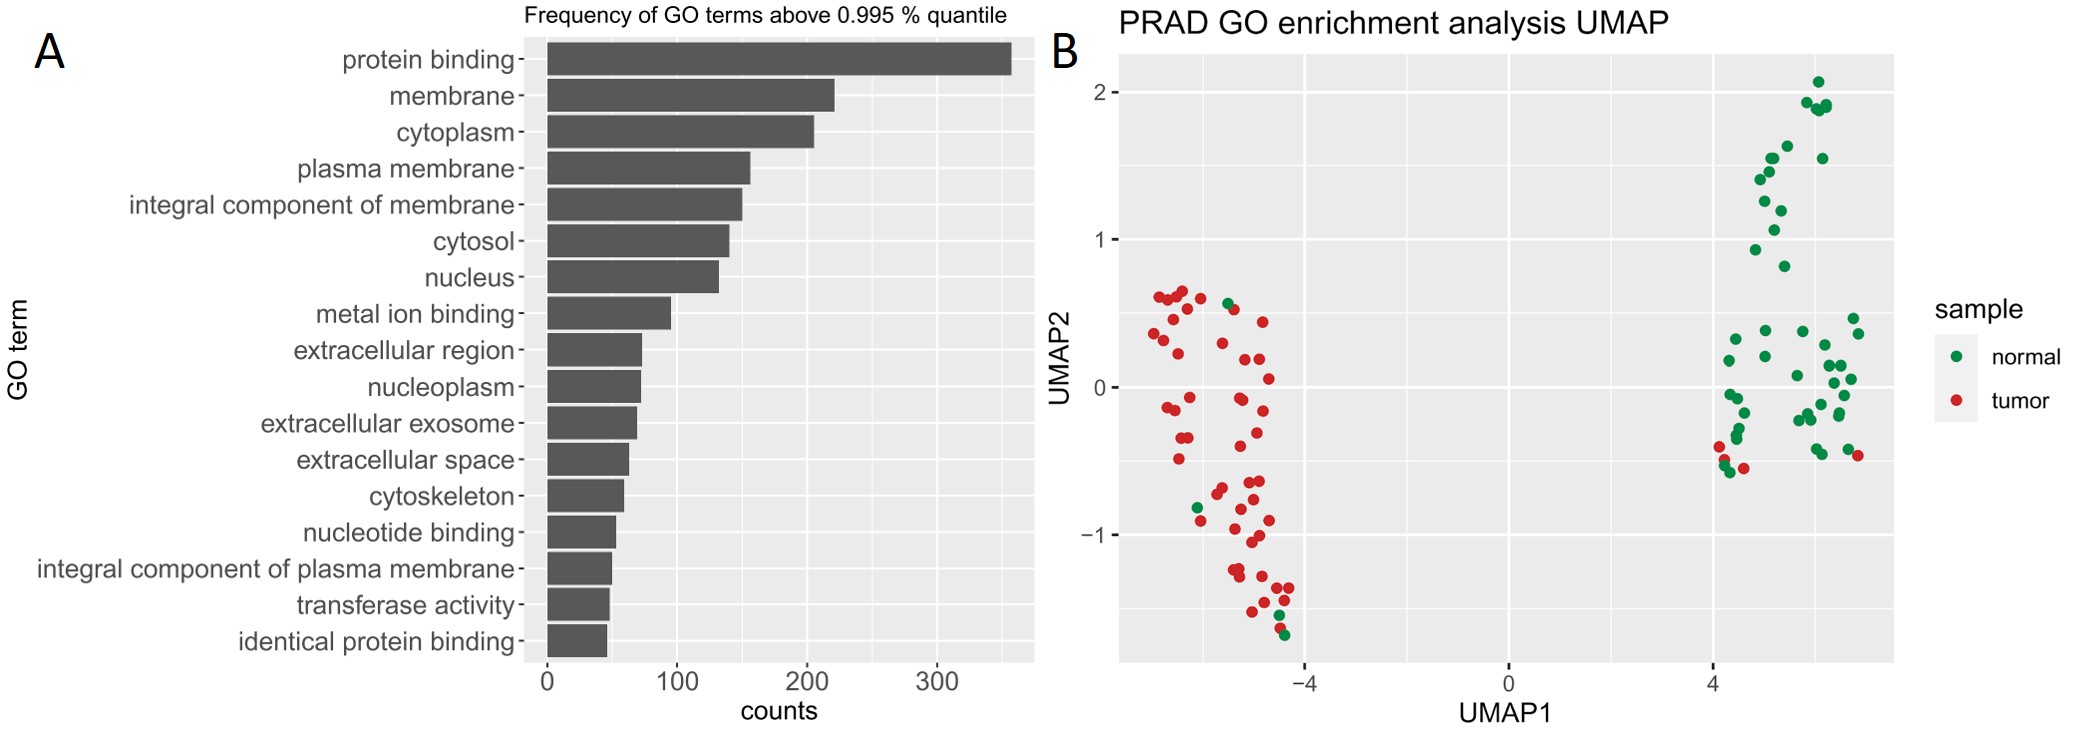 A
Frequency of GO terms above 0.995 % quantile
GO term
protein binding
membrane
cytoplasm
plasma membrane
integral component of membrane
cytosol
nucleus
metal ion binding
extracellular region
nucleoplasm
extracellular exosome
extracellular space
cytoskeleton
nucleotide binding
integral component of plasma membrane
transferase activity
identical protein binding
0 100 200 300
counts
B
PRAD GO enrichment analysis UMAP
UMAP2
2
1
0
−1
−4 0 4
UMAP1
sample
normal
tumor